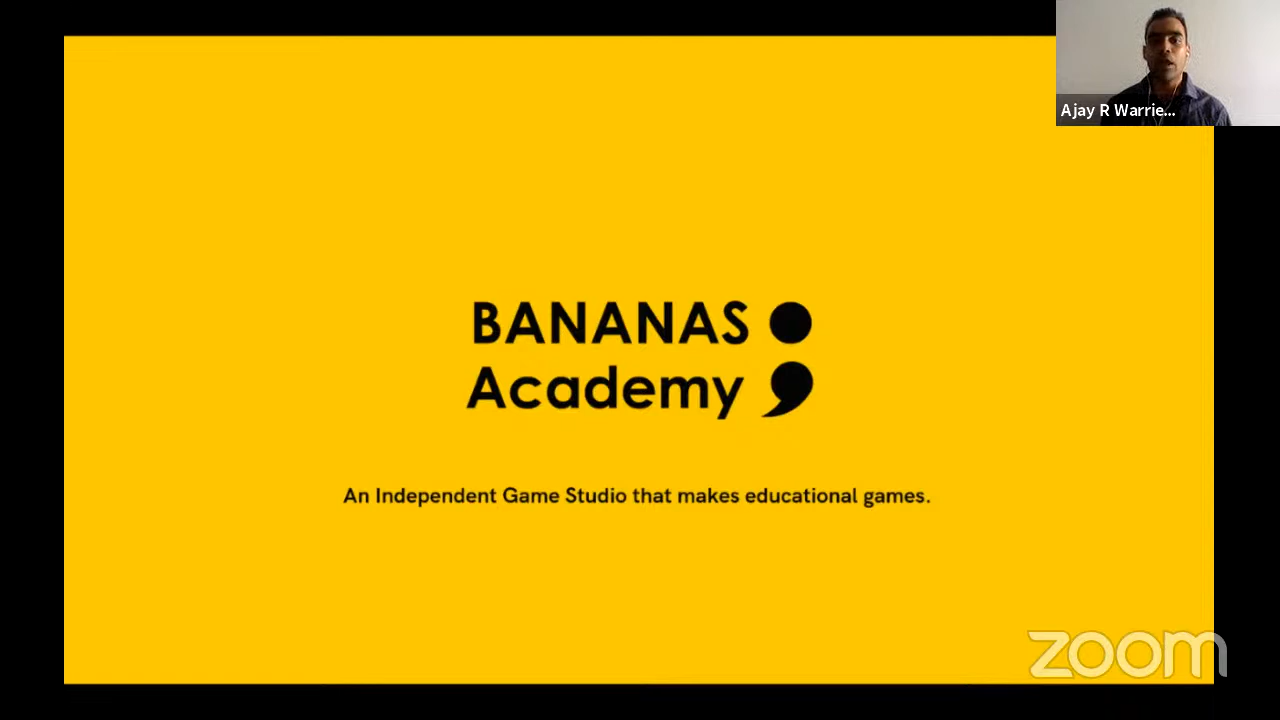 Ajay R Warrie...
BANANAS
Academy
An Independent Game Studio that makes educational games.
zoom